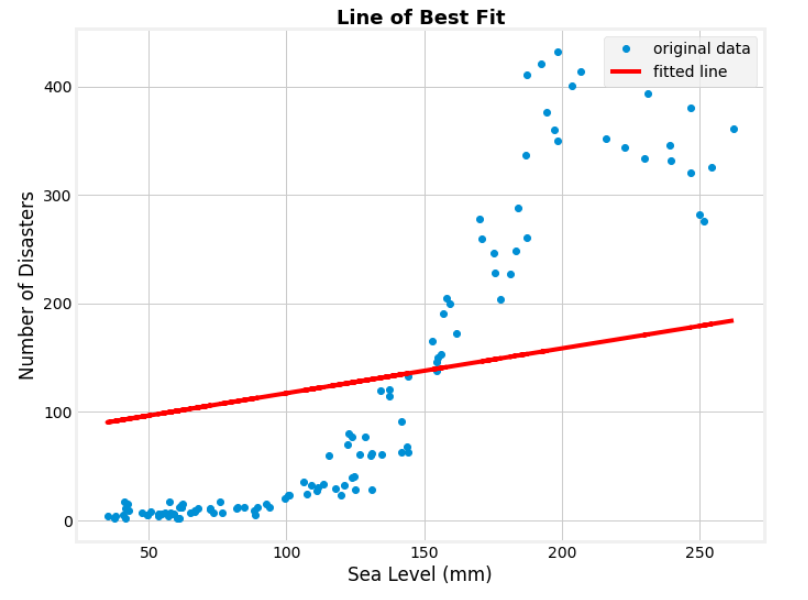 Line of Best Fit
original data
fitted line
400
300
200
100
0
Number of Disasters
50
100
150
200
250
Sea Level (mm)